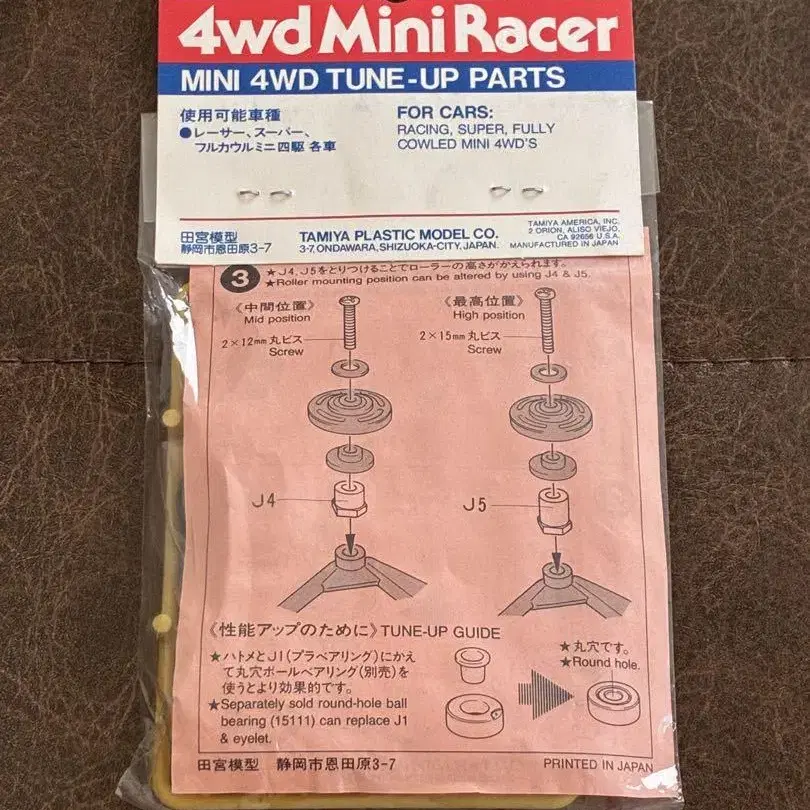 4wd Mini Racer
MINI 4WD TUNE-UP PARTS
使用可能車種
●レーサー、スーパー、
フルカウルミニ四駆 各車
FOR CARS:
RACING, SUPER, FULLY
COWLED MINI 4WD'S
田宮模型
静岡市恩田原3-7
TAMIYA PLASTIC MODEL CO.
3-7, ONDAWARA, SHIZUOKA-CITY, JAPAN.
TAMIYA AMERICA, INC.
2 ORION, ALISO VIEJO,
CA 92656 U.S.A.
MANUFACTURED IN JAPAN
3
★J4、J5をとりつけることでローラーの高さがかえられます。
★Roller mounting position can be altered by using J4 & J5.
《中間位置》
Mid position
2×12mm丸ビス
Screw
J4
《最高位置》
High position
2×15mm丸ビス
Screw
J5
《性能アップのために》TUNE-UP GUIDE
★ハトメとJ1(プラベアリング)にかえ
て丸穴ボールベアリング(別売)を
使うとより効果的です。
★Separately sold round-hole ball
bearing (15111) can replace J1
& eyelet.
★丸穴です。
★Round hole.
田宮模型 静岡市恩田原3-7
PRINTED IN JAPAN